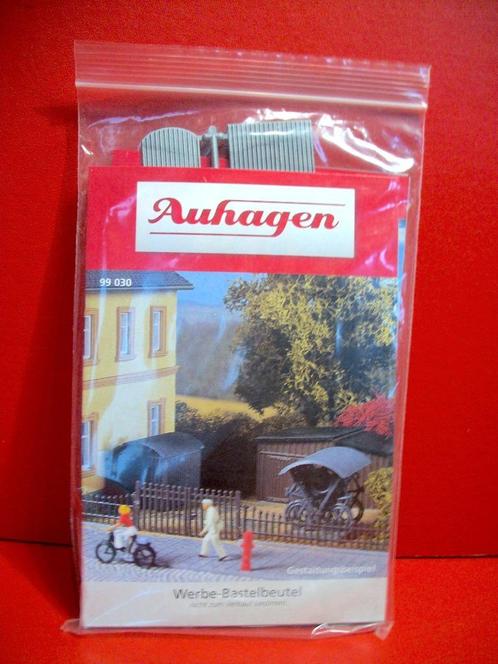 Auhagen
99 030
Gestaltungsbeispiel
Werbe-Bastelbeutel
nicht zum Verkauf bestimmt